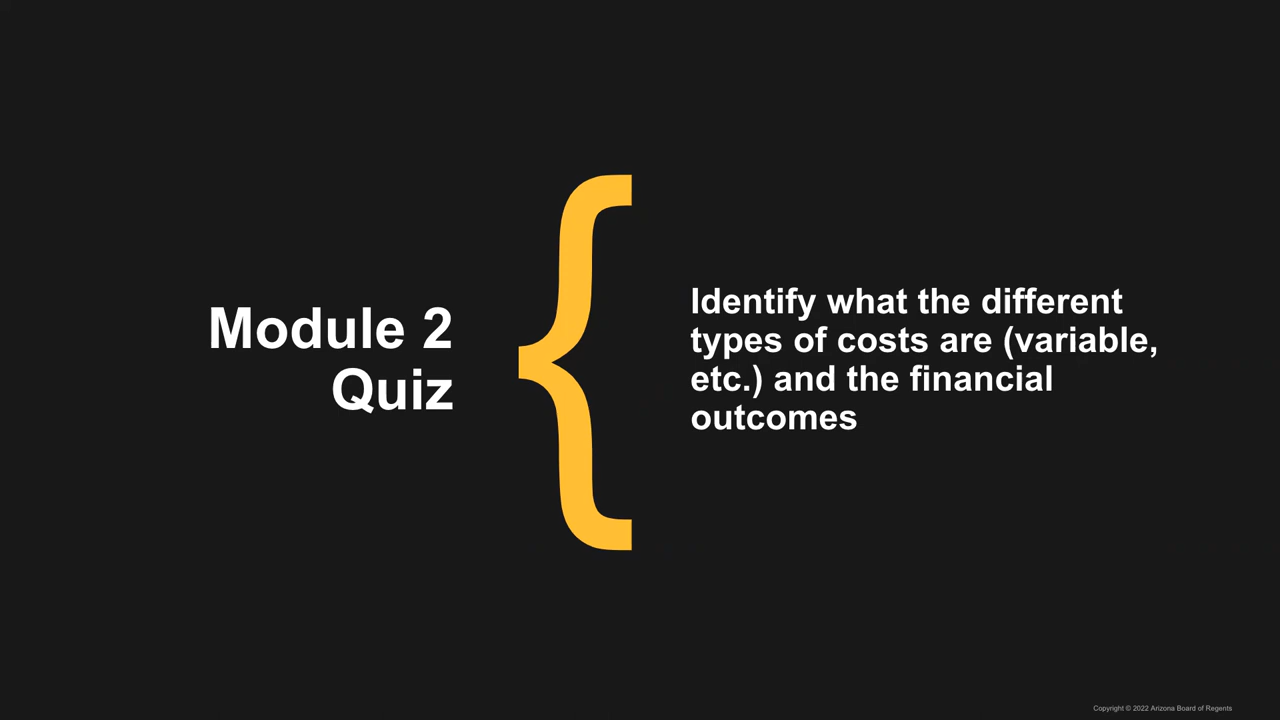 Module 2
Quiz
Identify what the different
types of costs are (variable,
etc.) and the financial
outcomes
Copyright © 2022 Arizona Board of Regents